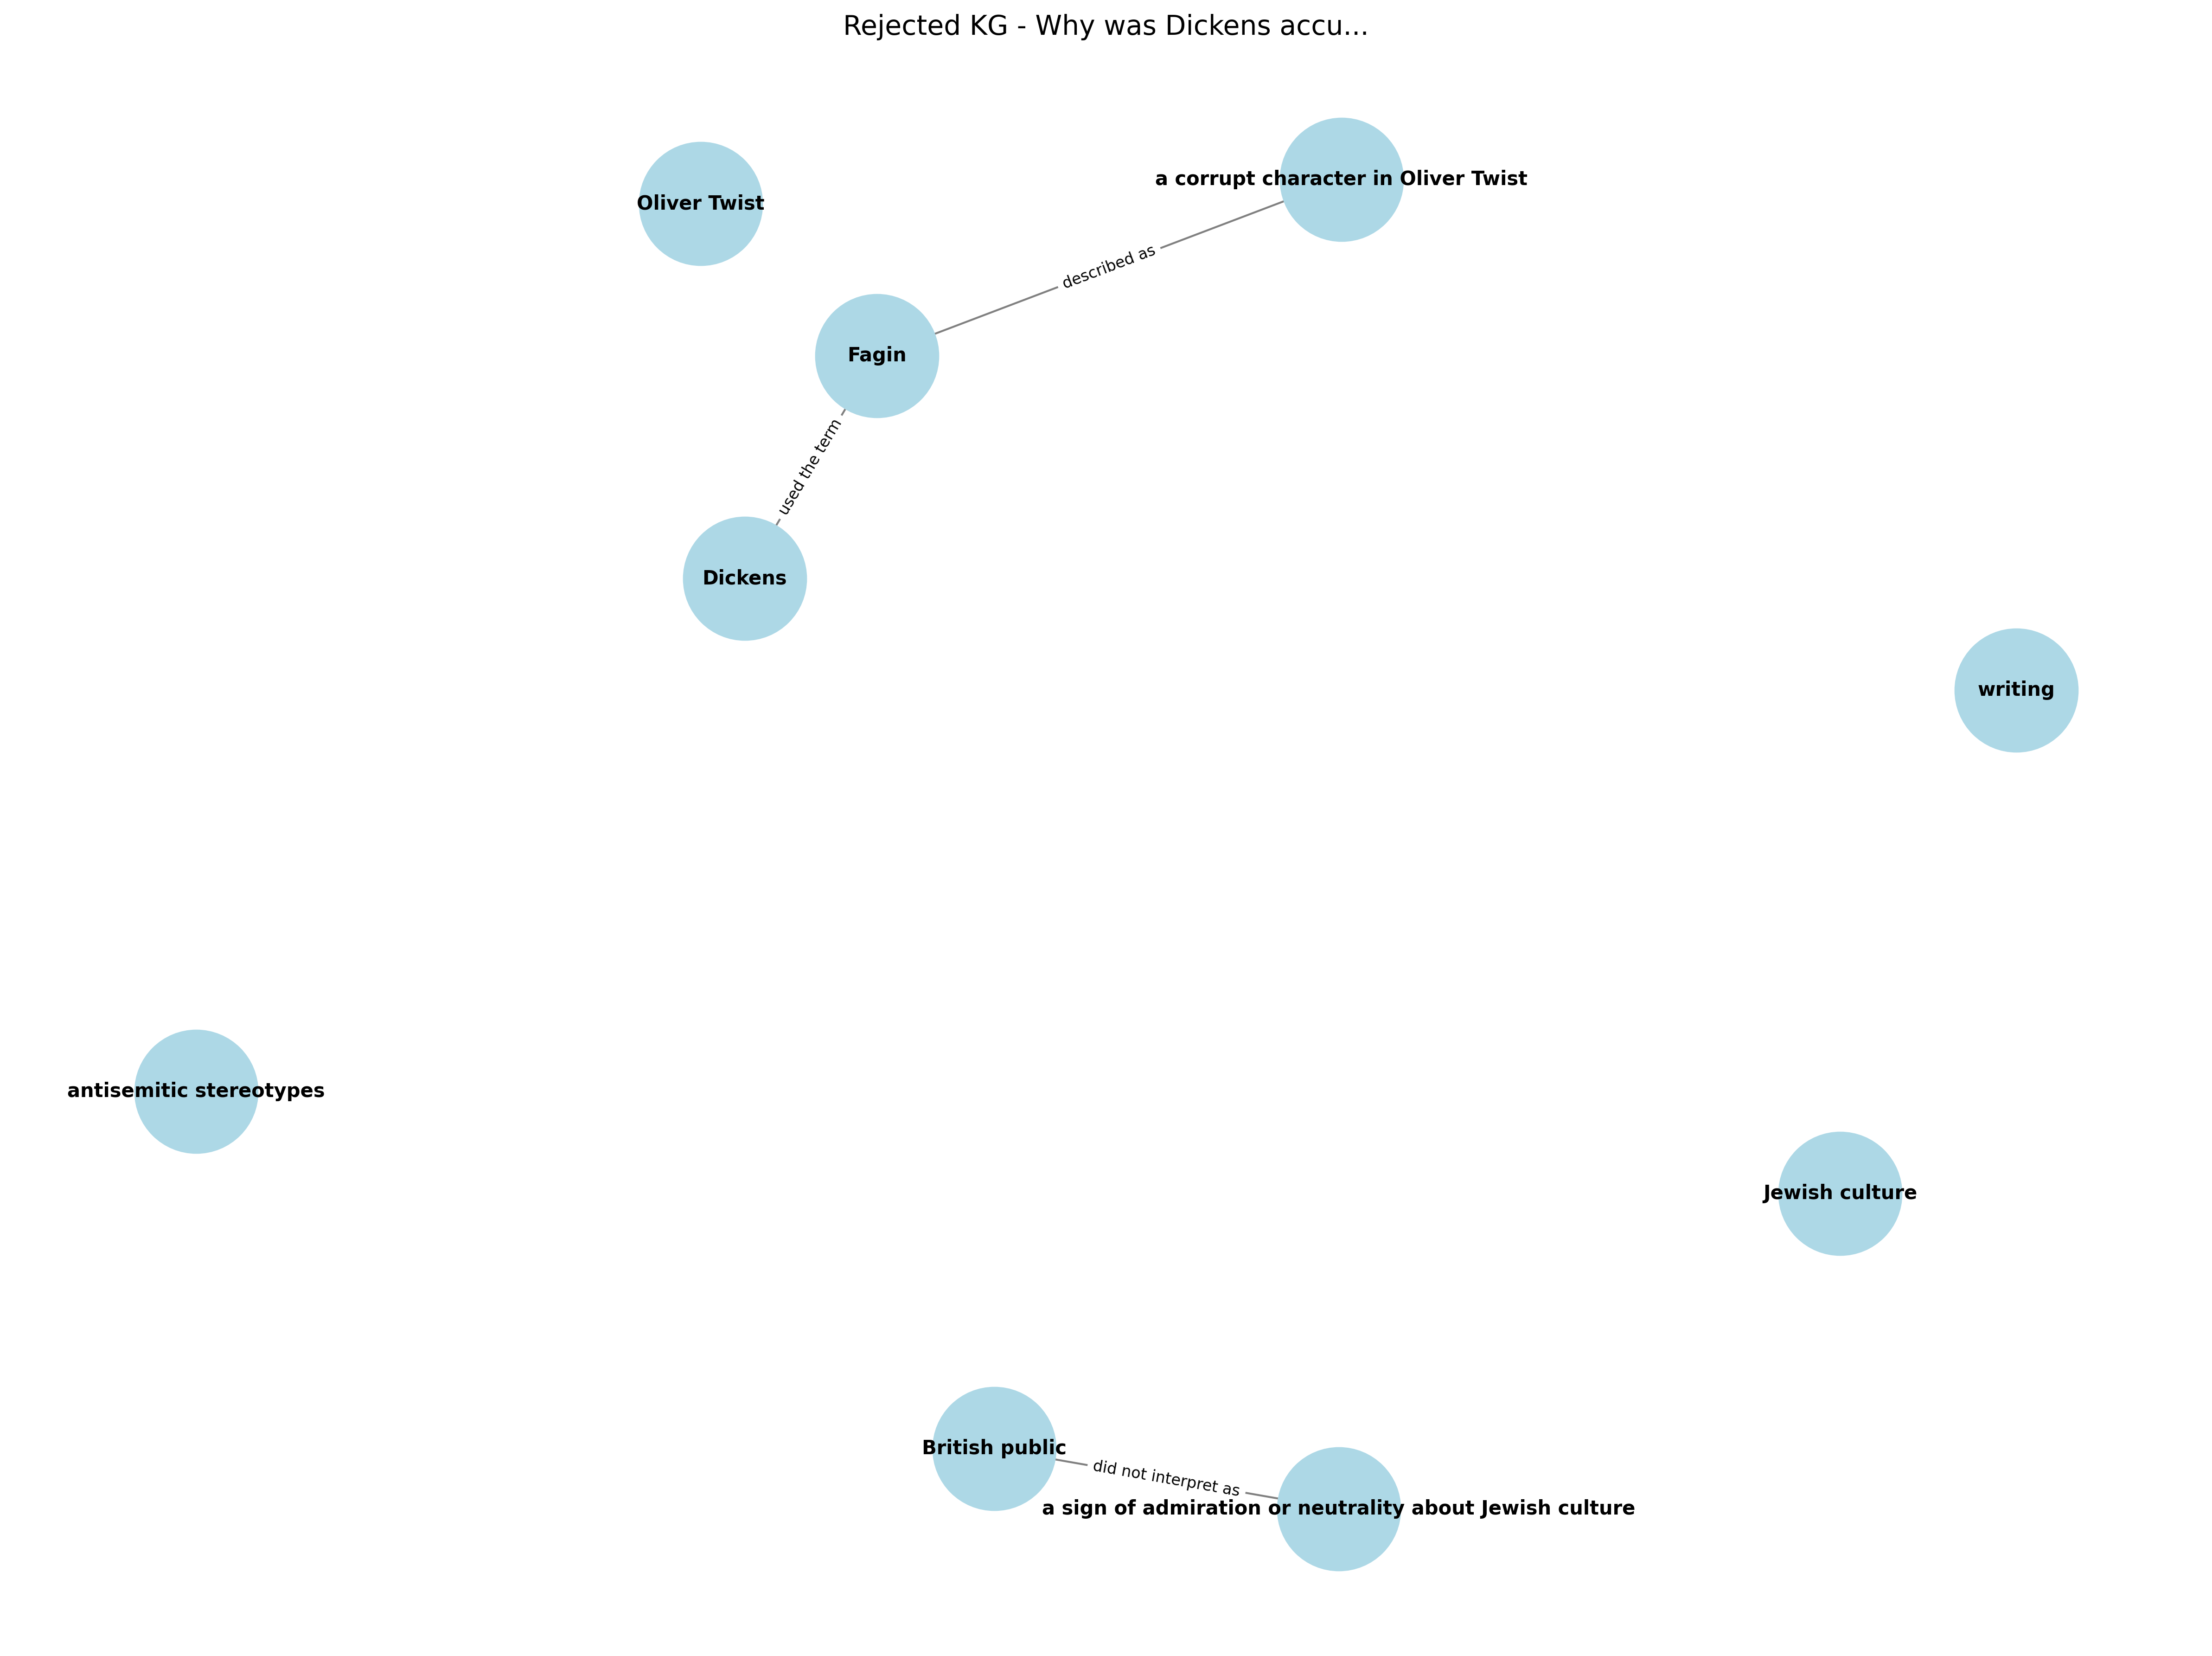 Rejected KG - Why was Dickens accu...
a corrupt character in Oliver Twist
Oliver Twist
described as
Fagin
used the term
Dickens
writing
antisemitic stereotypes
Jewish culture
British public
did not interpret as
a sign of admiration or neutrality about Jewish culture